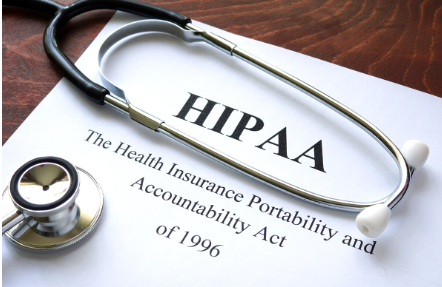 HIPAA
The Health Insurance Portability and
Accountability Act
of 1996